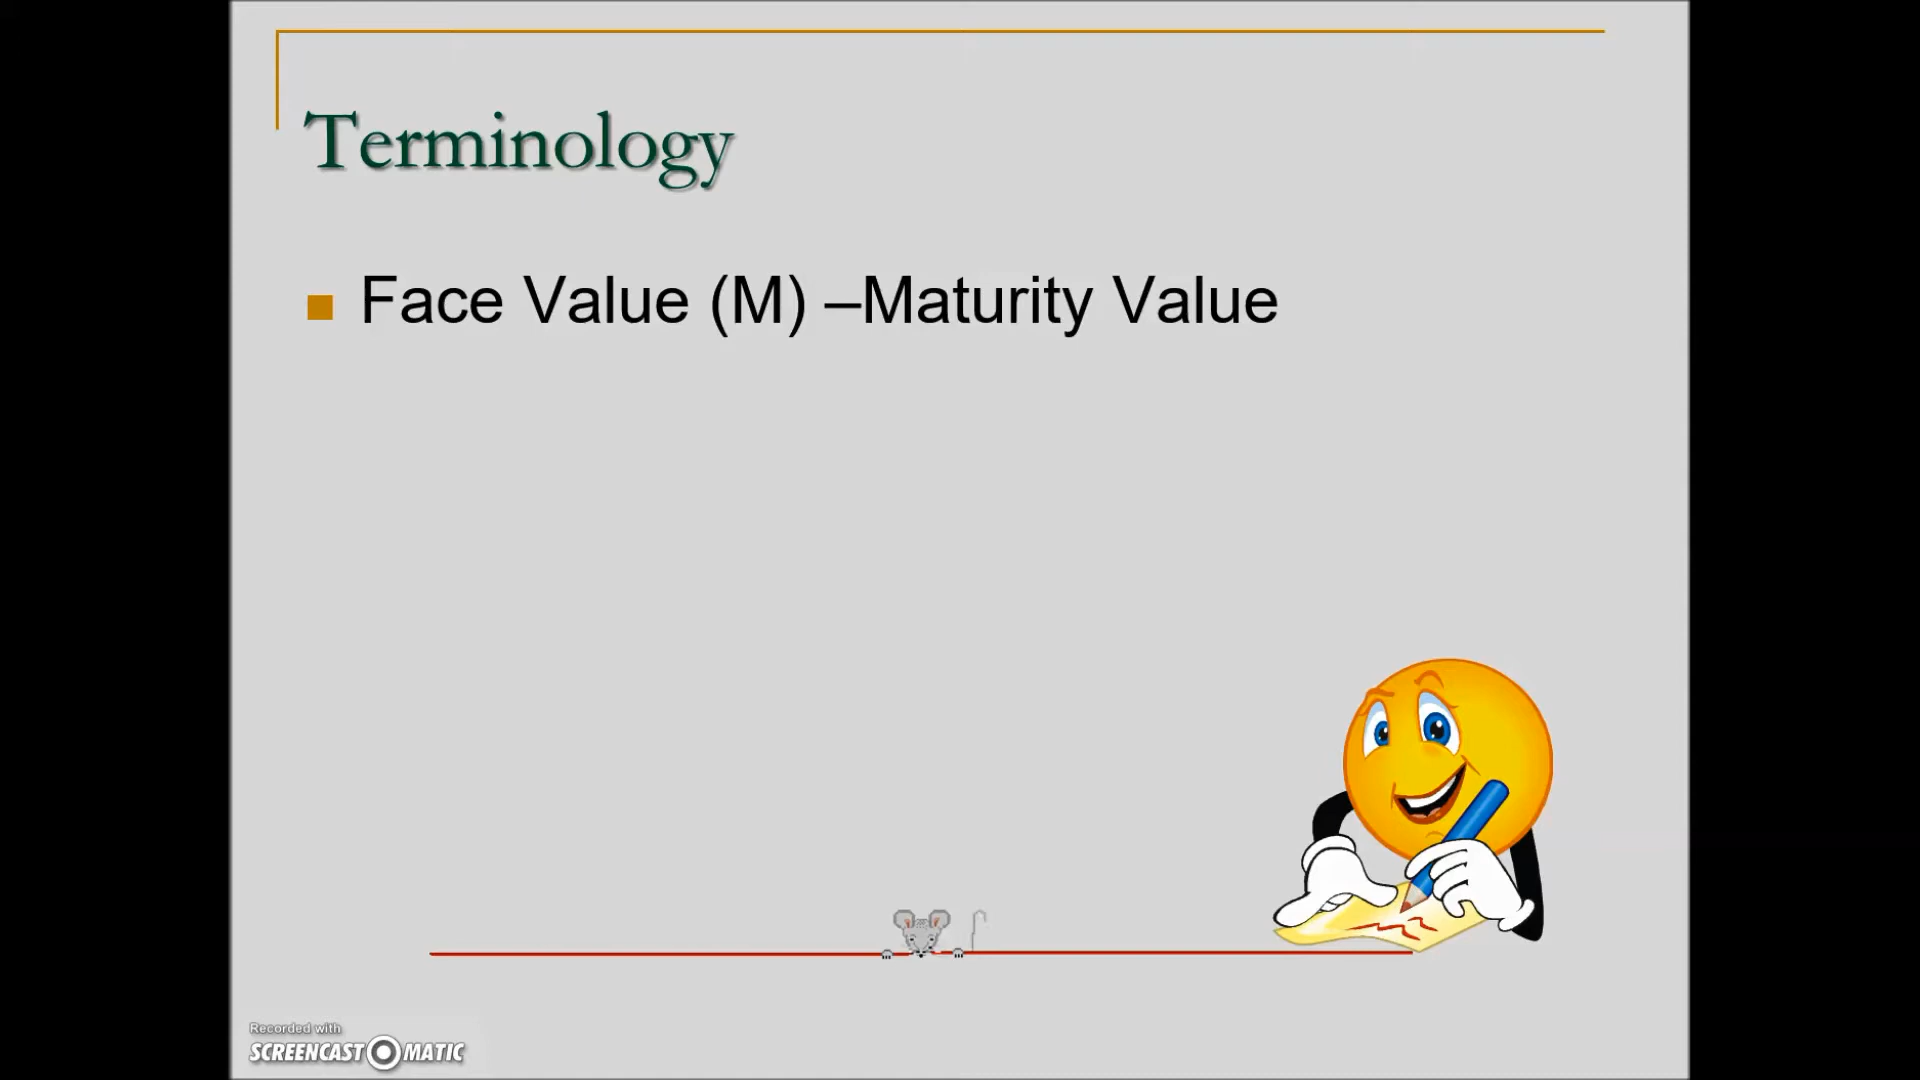 Terminology
Face Value (M) –Maturity Value
Recorded with
SCREENCAST MATIC